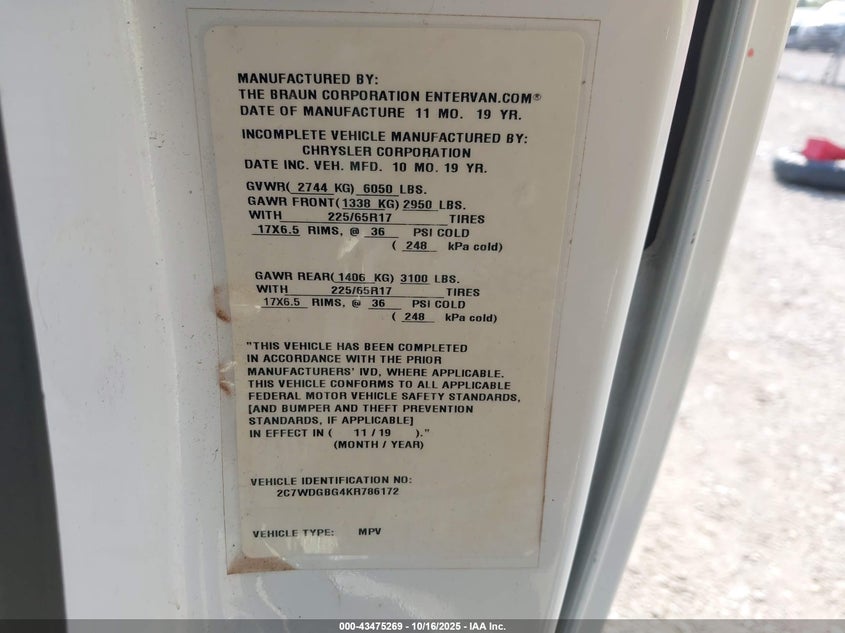 MANUFACTURED BY:
THE BRAUN CORPORATION ENTERVAN.COM®
DATE OF MANUFACTURE 11 MO. 19 YR.
INCOMPLETE VEHICLE MANUFACTURED BY:
CHRYSLER CORPORATION
DATE INC. VEH. MFD. 10 MO. 19 YR.
GVWR( 2744 KG) 6050 LBS.
GAWR FRONT(1338 KG) 2950 LBS.
WITH 225/65R17 TIRES
17X6.5 RIMS, @ 36 PSI COLD
( 248 kPa cold)
GAWR REAR(1406 KG) 3100 LBS.
WITH 225/65R17 TIRES
17X6.5 RIMS, @ 36 PSI COLD
( 248 kPa cold)
"THIS VEHICLE HAS BEEN COMPLETED
IN ACCORDANCE WITH THE PRIOR
MANUFACTURERS' IVD, WHERE APPLICABLE.
THIS VEHICLE CONFORMS TO ALL APPLICABLE
FEDERAL MOTOR VEHICLE SAFETY STANDARDS,
[AND BUMPER AND THEFT PREVENTION
STANDARDS, IF APPLICABLE]
IN EFFECT IN ( 11 / 19 )."
(MONTH / YEAR)
VEHICLE IDENTIFICATION NO:
2C7WDGBG4KR786172
VEHICLE TYPE: MPV
000-43475269 - 10/16/2025 - IAA Inc.